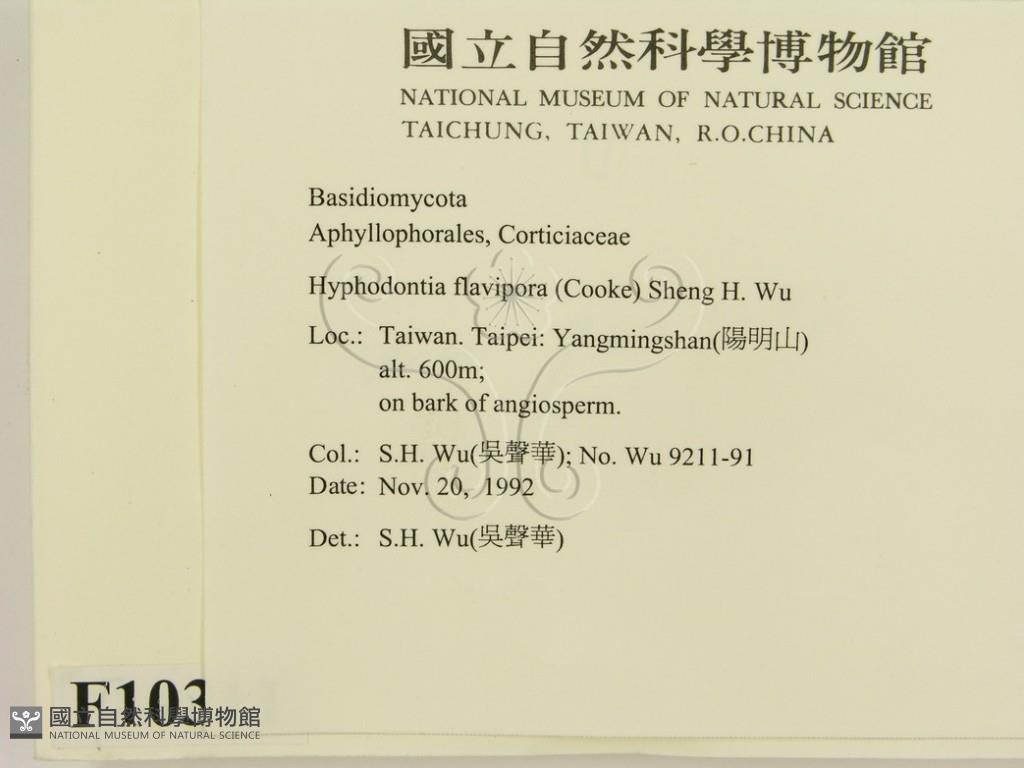 國立自然科學博物館
NATIONAL MUSEUM OF NATURAL SCIENCE
TAICHUNG, TAIWAN, R.O.CHINA
Basidiomycota
Aphyllophorales, Corticiaceae
Hyphodontia flavipora (Cooke) Sheng H. Wu
Loc.: Taiwan. Taipei: Yangmingshan(陽明山)
alt. 600m;
on bark of angiosperm.
Col.: S.H. Wu(吳聲華); No. Wu 9211-91
Date: Nov. 20, 1992
Det.: S.H. Wu(吳聲華)
F103
國立自然科學博物館
NATIONAL MUSEUM OF NATURAL SCIENCE